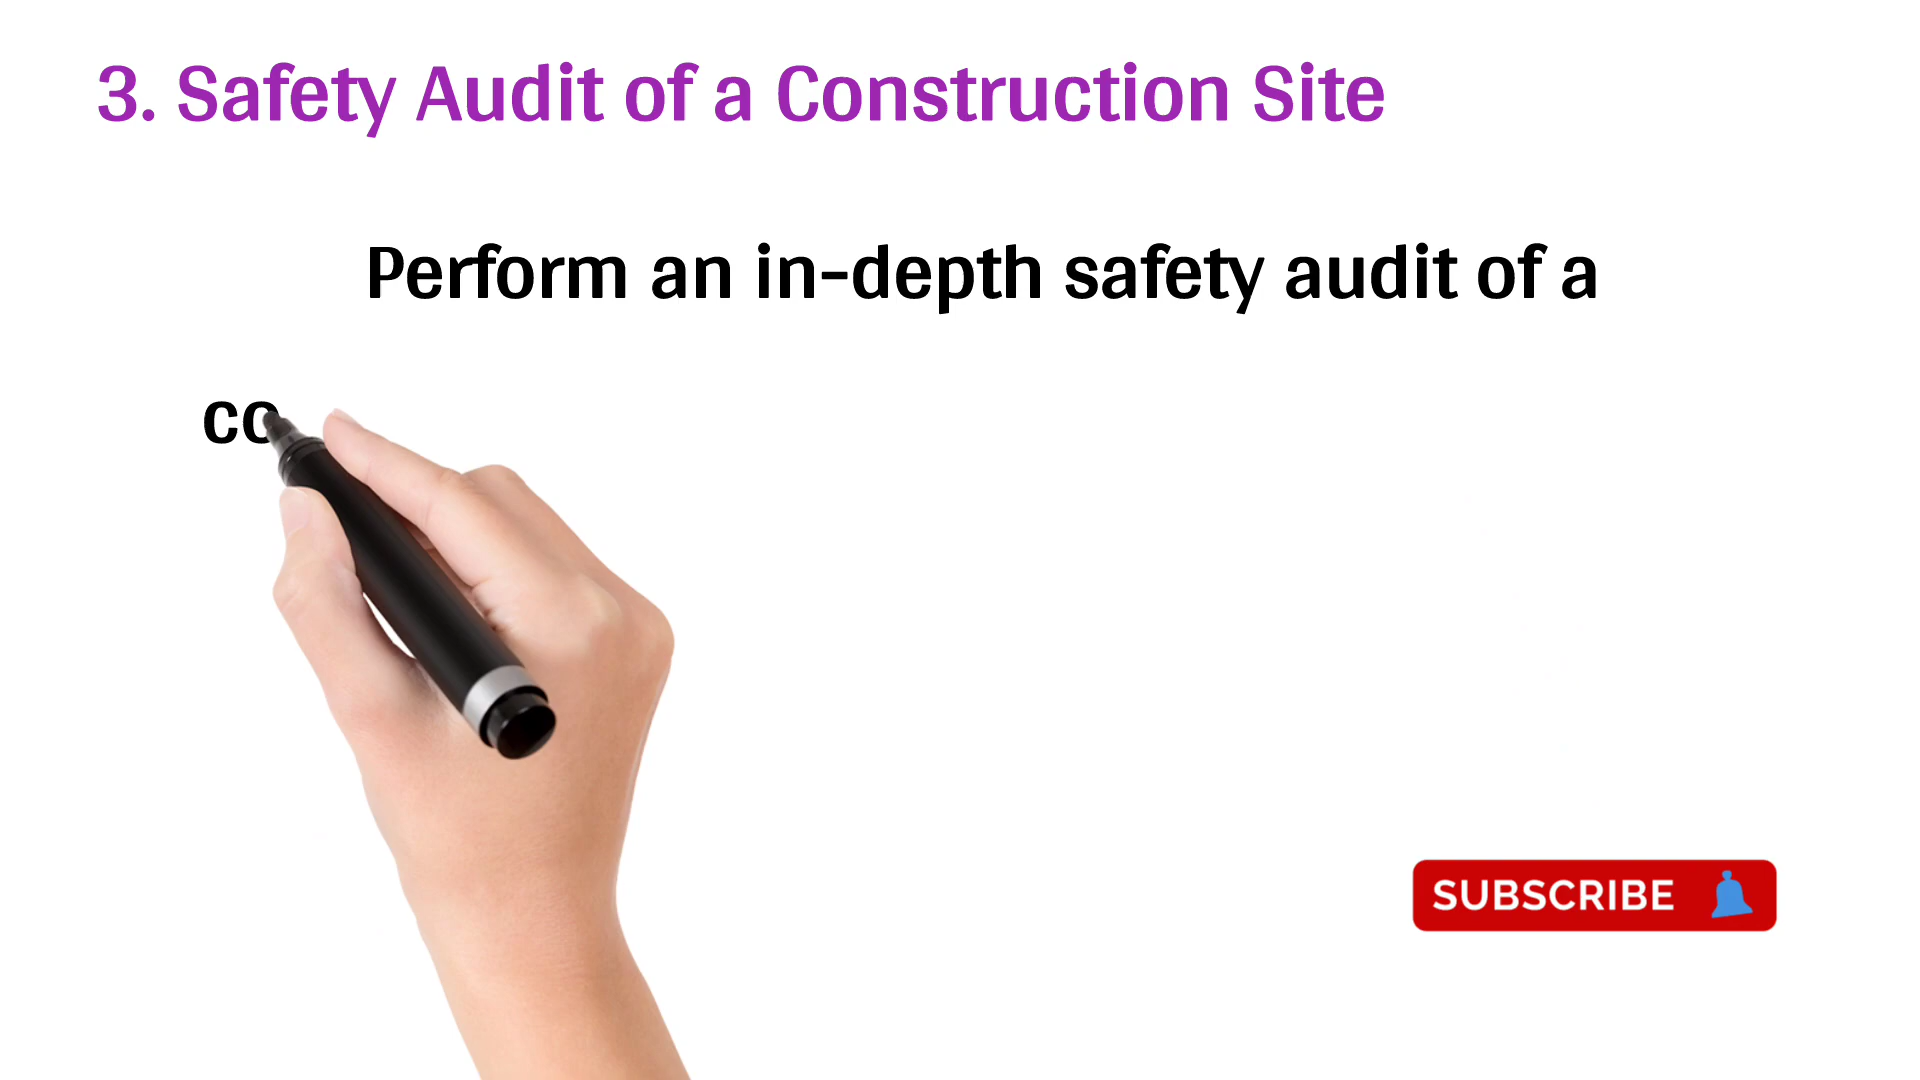 3. Safety Audit of a Construction Site
Perform an in-depth safety audit of a
co
SUBSCRIBE